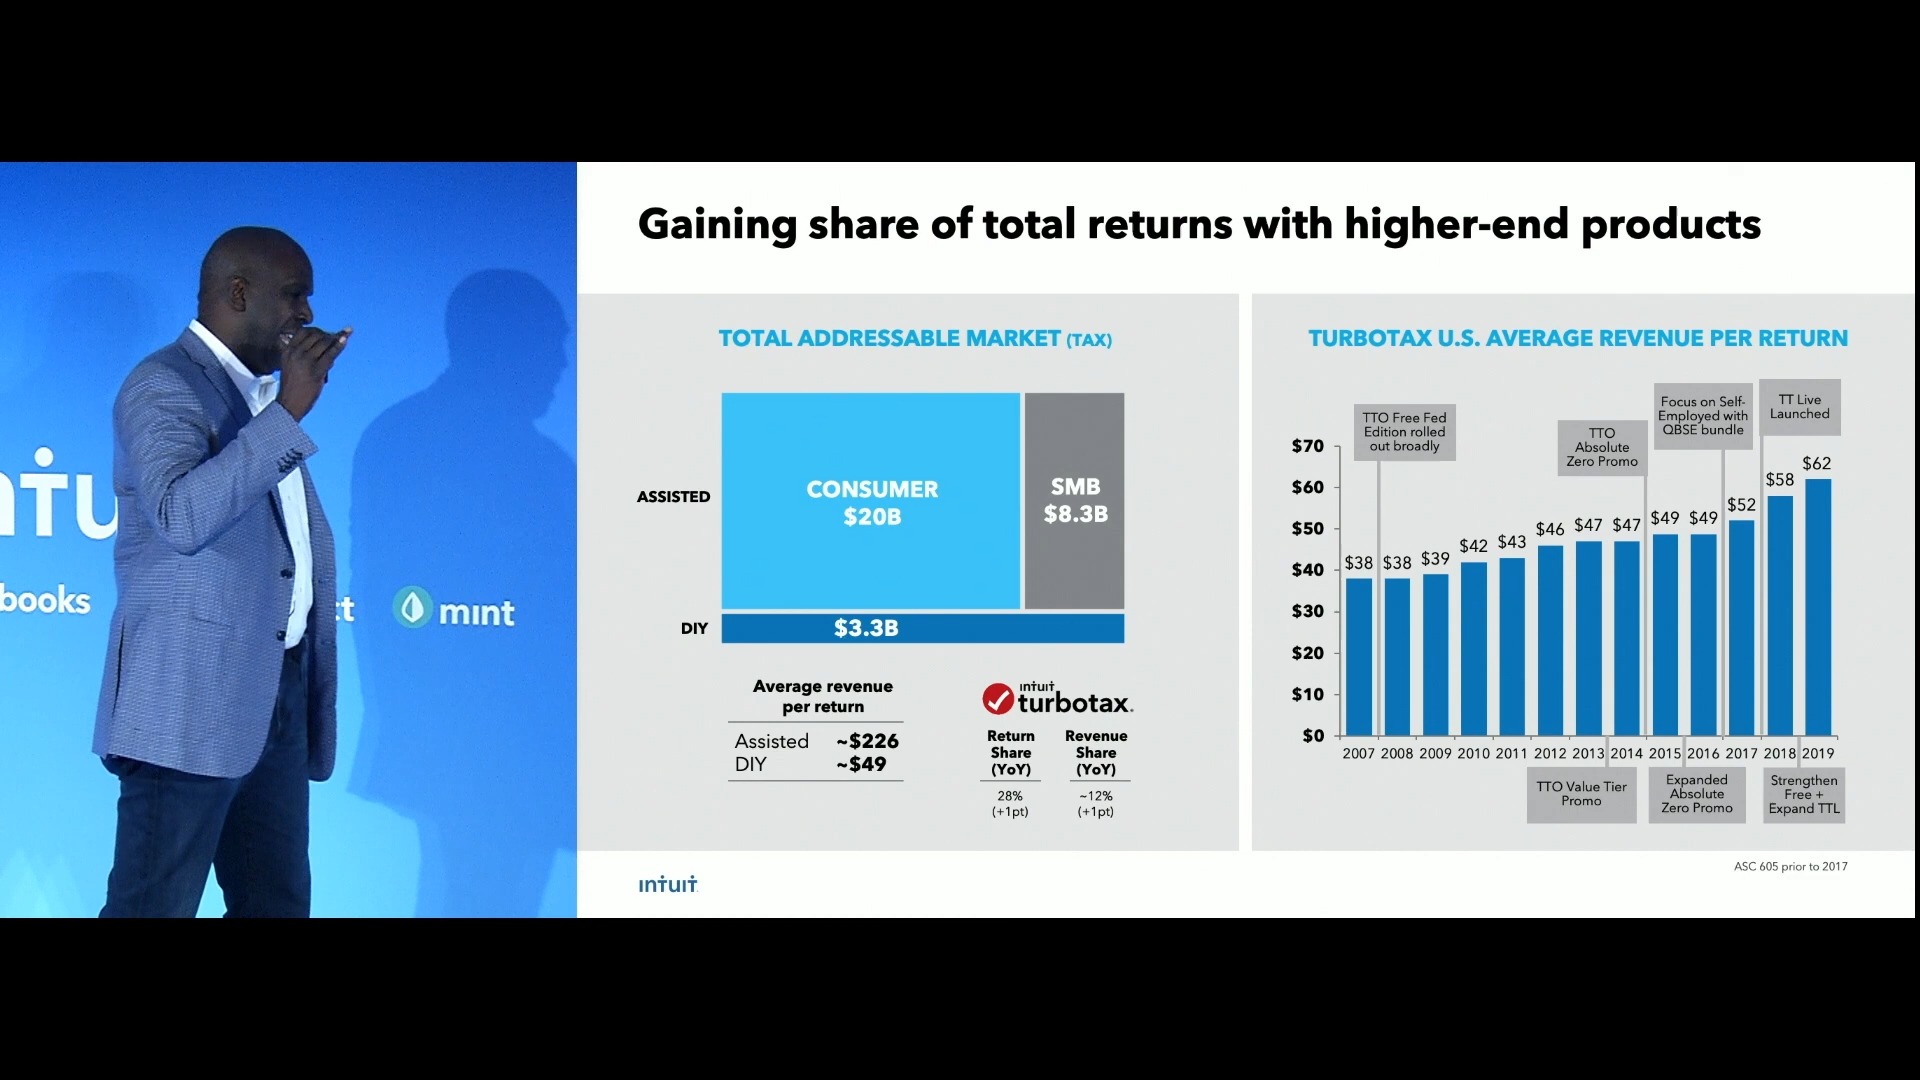 ntu
books
ct
mınt
Gaining share of total returns with higher-end products
TOTAL ADDRESSABLE MARKET (TAX)
ASSISTED
CONSUMER
$20B
SMB
$8.3B
DIY
$3.3B
Average revenue
per return
Assisted ~$226
DIY ~$49
ıntuıt
turbotax.
Return
Share
(YoY)
Revenue
Share
(YoY)
28%
(+1pt)
~12%
(+1pt)
TURBOTAX U.S. AVERAGE REVENUE PER RETURN
TTO Free Fed
Edition rolled
out broadly
TTO
Absolute
Zero Promo
Focus on Self-
Employed with
QBSE bundle
TT Live
Launched
$70
$60
$50
$40
$30
$20
$10
$0
$38 $38 $39 $42 $43 $46 $47 $47 $49 $49 $52 $58 $62
2007 2008 2009 2010 2011 2012 2013 2014 2015 2016 2017 2018 2019
TTO Value Tier
Promo
Expanded
Absolute
Zero Promo
Strengthen
Free +
Expand TTL
ASC 605 prior to 2017
ıntuıt